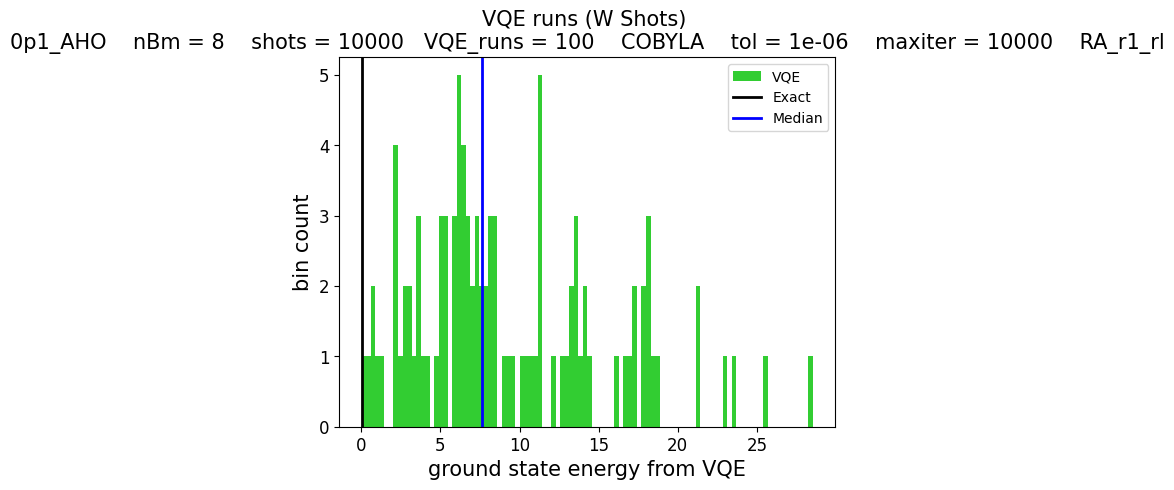 VQE runs (W Shots)
0p1_AHO nBm = 8 shots = 10000 VQE_runs = 100 COBYLA tol = 1e-06 maxiter = 10000
VQE
Exact
Median
5
4
3
2
1
0
bin count
0 5 10 15 20 25
ground state energy from VQE